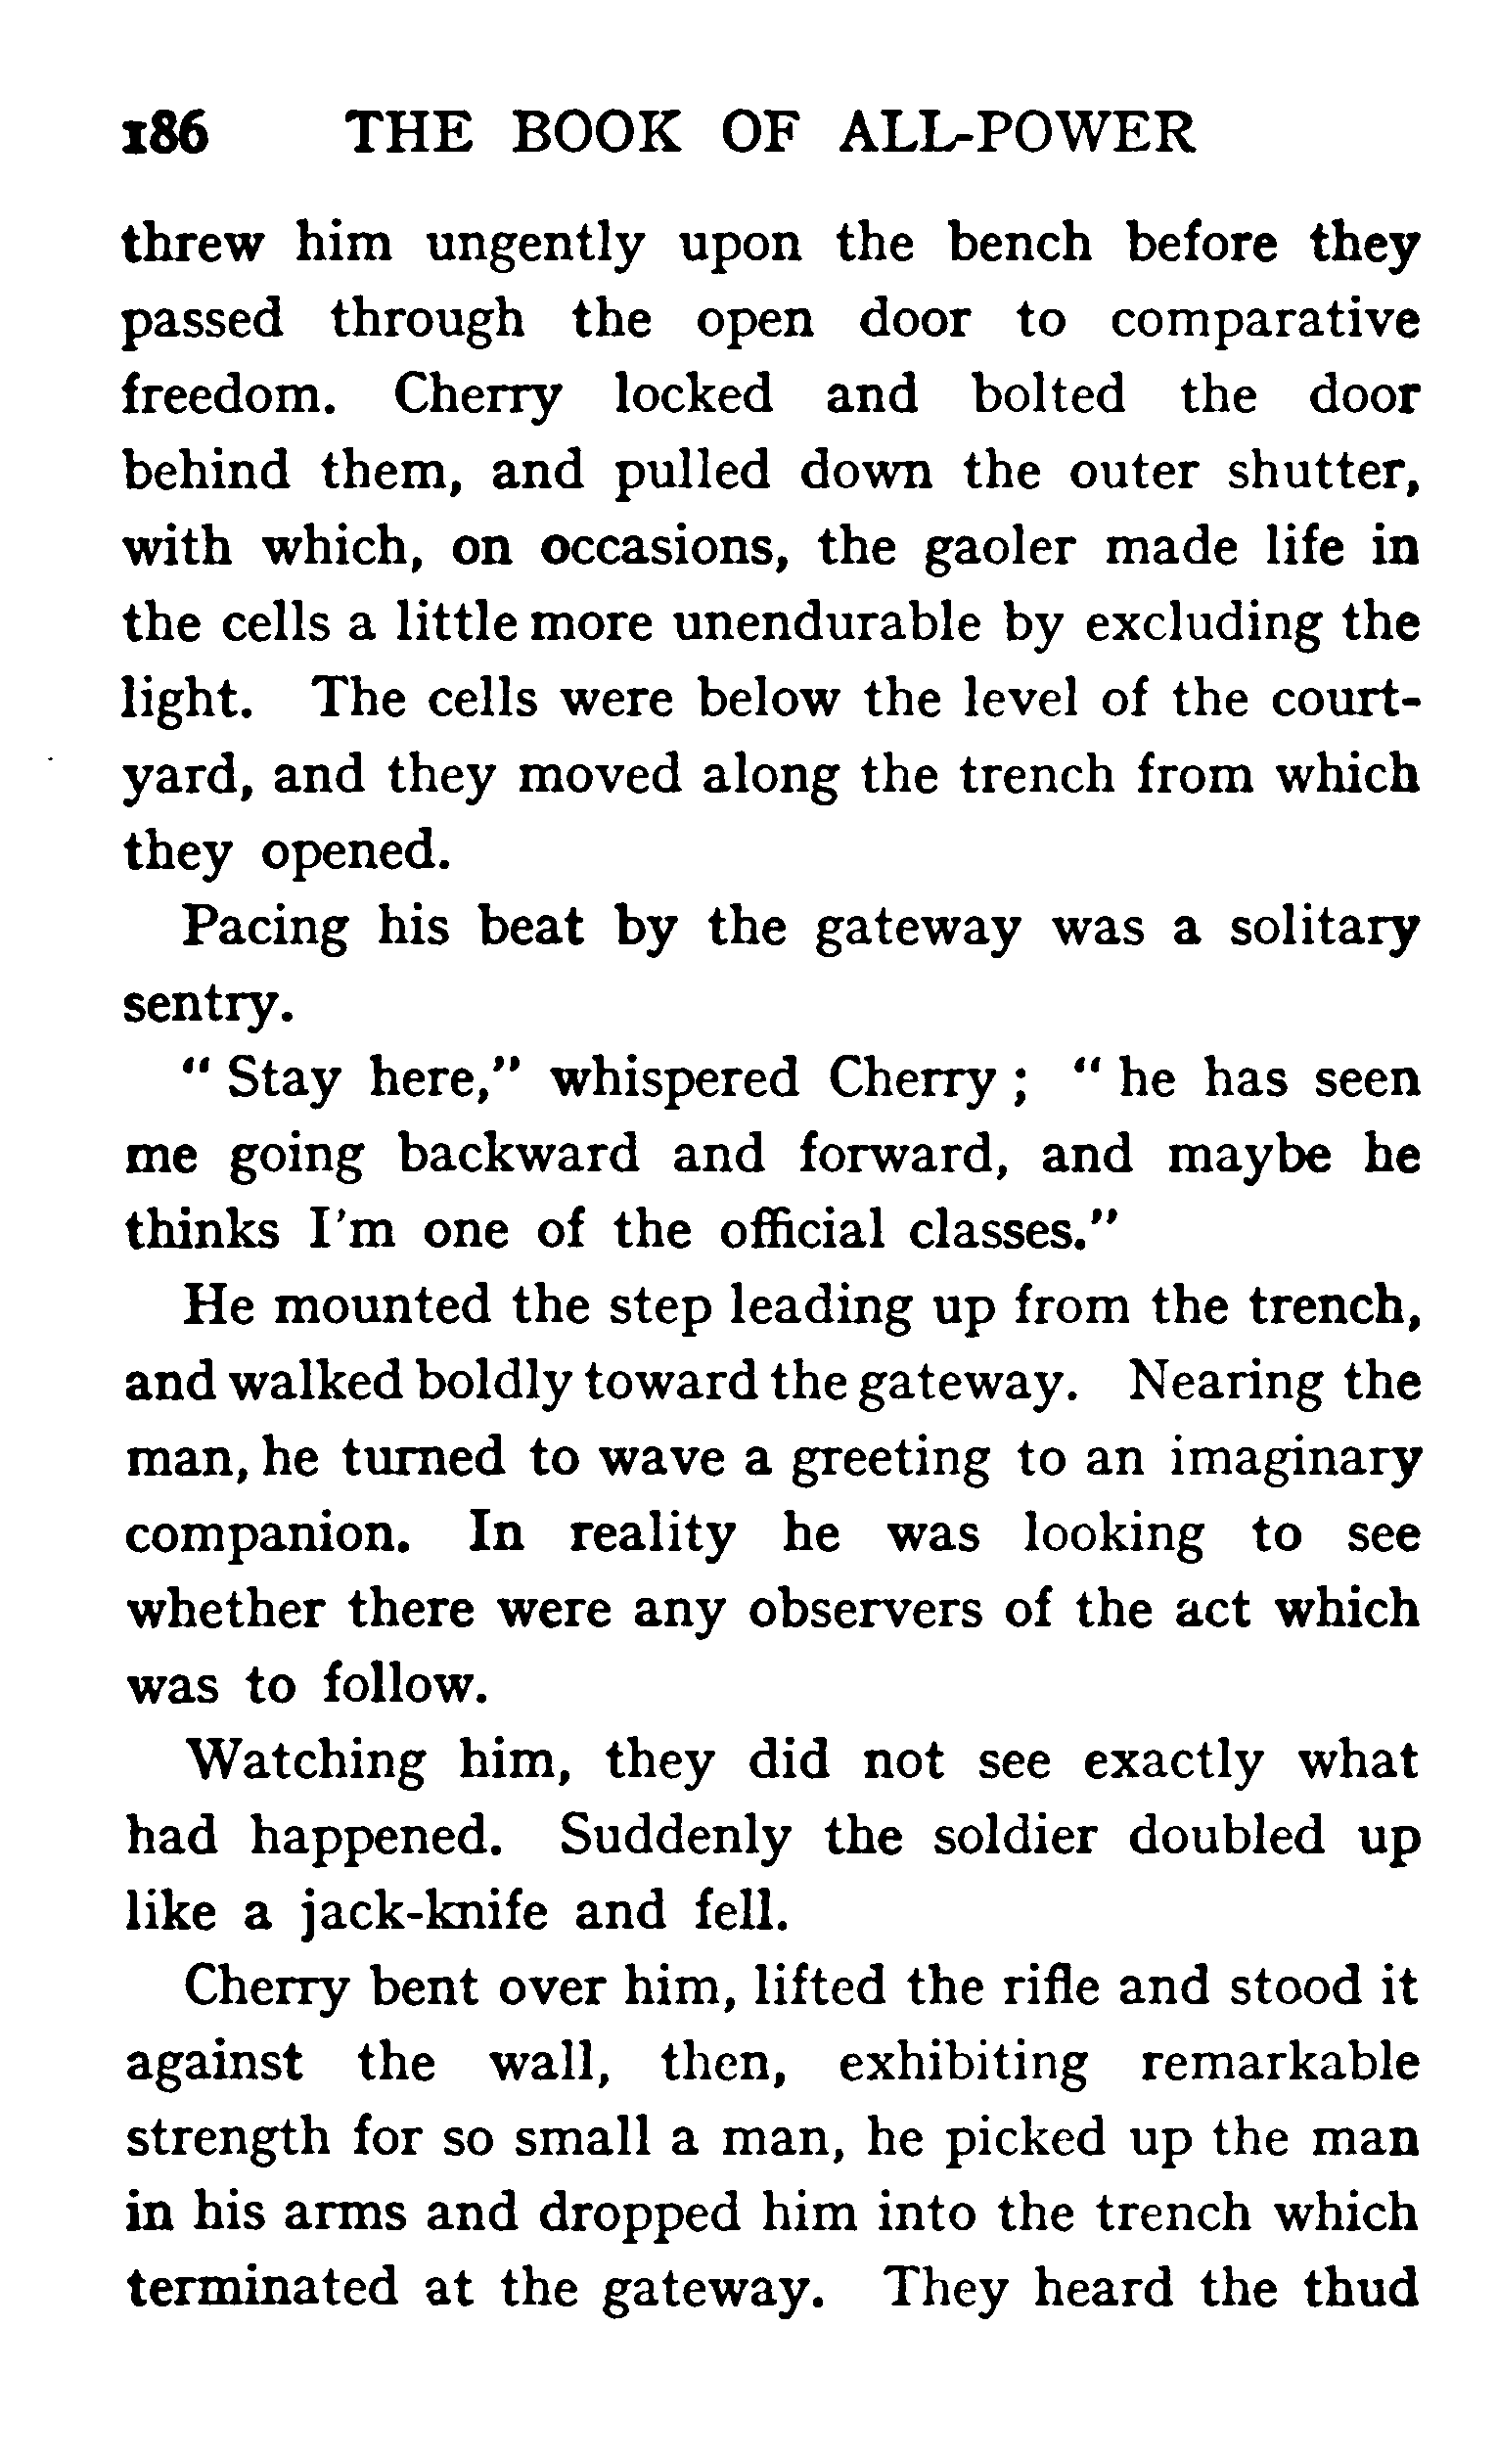 186 THE BOOK OF ALL-POWER
threw him ungently upon the bench before they
passed through the open door to comparative
freedom. Cherry locked and bolted the door
behind them, and pulled down the outer shutter,
with which, on occasions, the gaoler made life in
the cells a little more unendurable by excluding the
light. The cells were below the level of the court-
yard, and they moved along the trench from which
they opened.
Pacing his beat by the gateway was a solitary
sentry.
" Stay here," whispered Cherry ; " he has seen
me going backward and forward, and maybe he
thinks I'm one of the official classes."
He mounted the step leading up from the trench,
and walked boldly toward the gateway. Nearing the
man, he turned to wave a greeting to an imaginary
companion. In reality he was looking to see
whether there were any observers of the act which
was to follow.
Watching him, they did not see exactly what
had happened. Suddenly the soldier doubled up
like a jack-knife and fell.
Cherry bent over him, lifted the rifle and stood it
against the wall, then, exhibiting remarkable
strength for so small a man, he picked up the man
in his arms and dropped him into the trench which
terminated at the gateway. They heard the thud